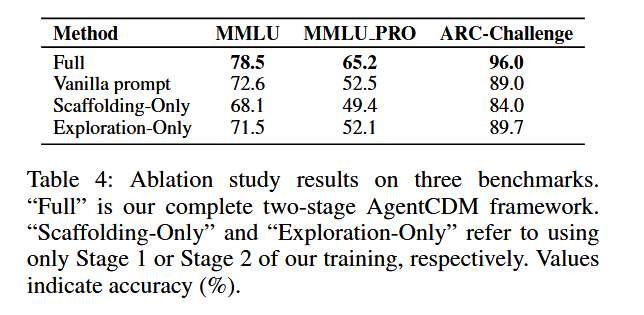 Method MMLU MMLU_PRO ARC-Challenge
Full 78.5 65.2 96.0
Vanilla prompt 72.6 52.5 89.0
Scaffolding-Only 68.1 49.4 84.0
Exploration-Only 71.5 52.1 89.7
Table 4: Ablation study results on three benchmarks.
“Full” is our complete two-stage AgentCDM framework.
“Scaffolding-Only” and “Exploration-Only” refer to using
only Stage 1 or Stage 2 of our training, respectively. Values
indicate accuracy (%).